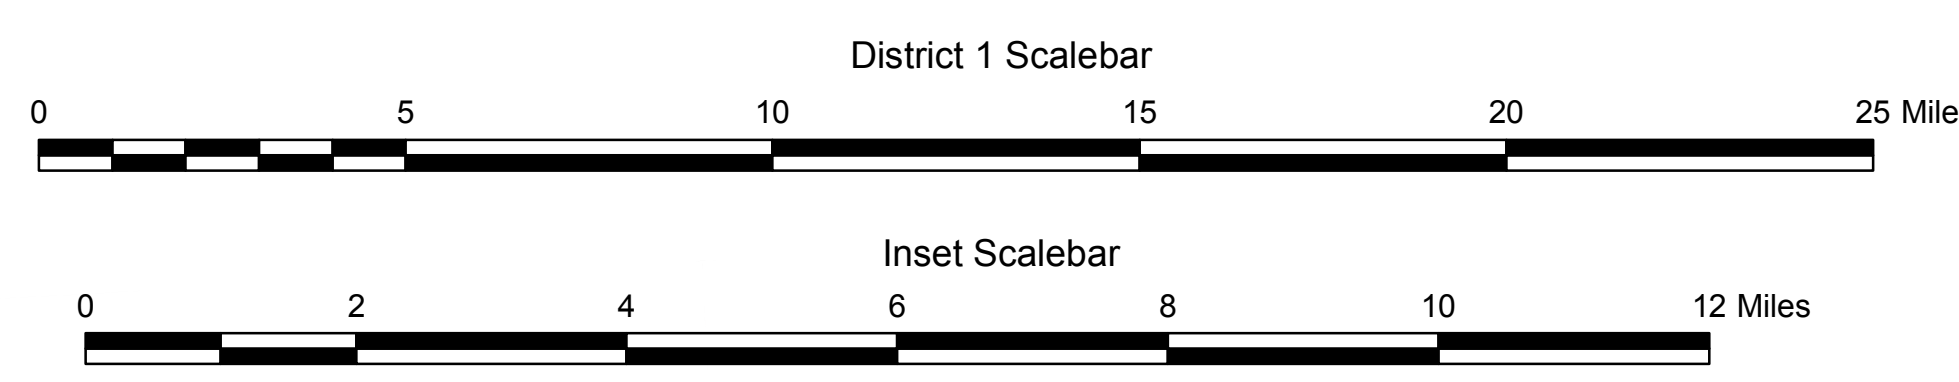 District 1 Scalebar
0 5 10 15 20 25 Mile
Inset Scalebar
0 2 4 6 8 10 12 Miles